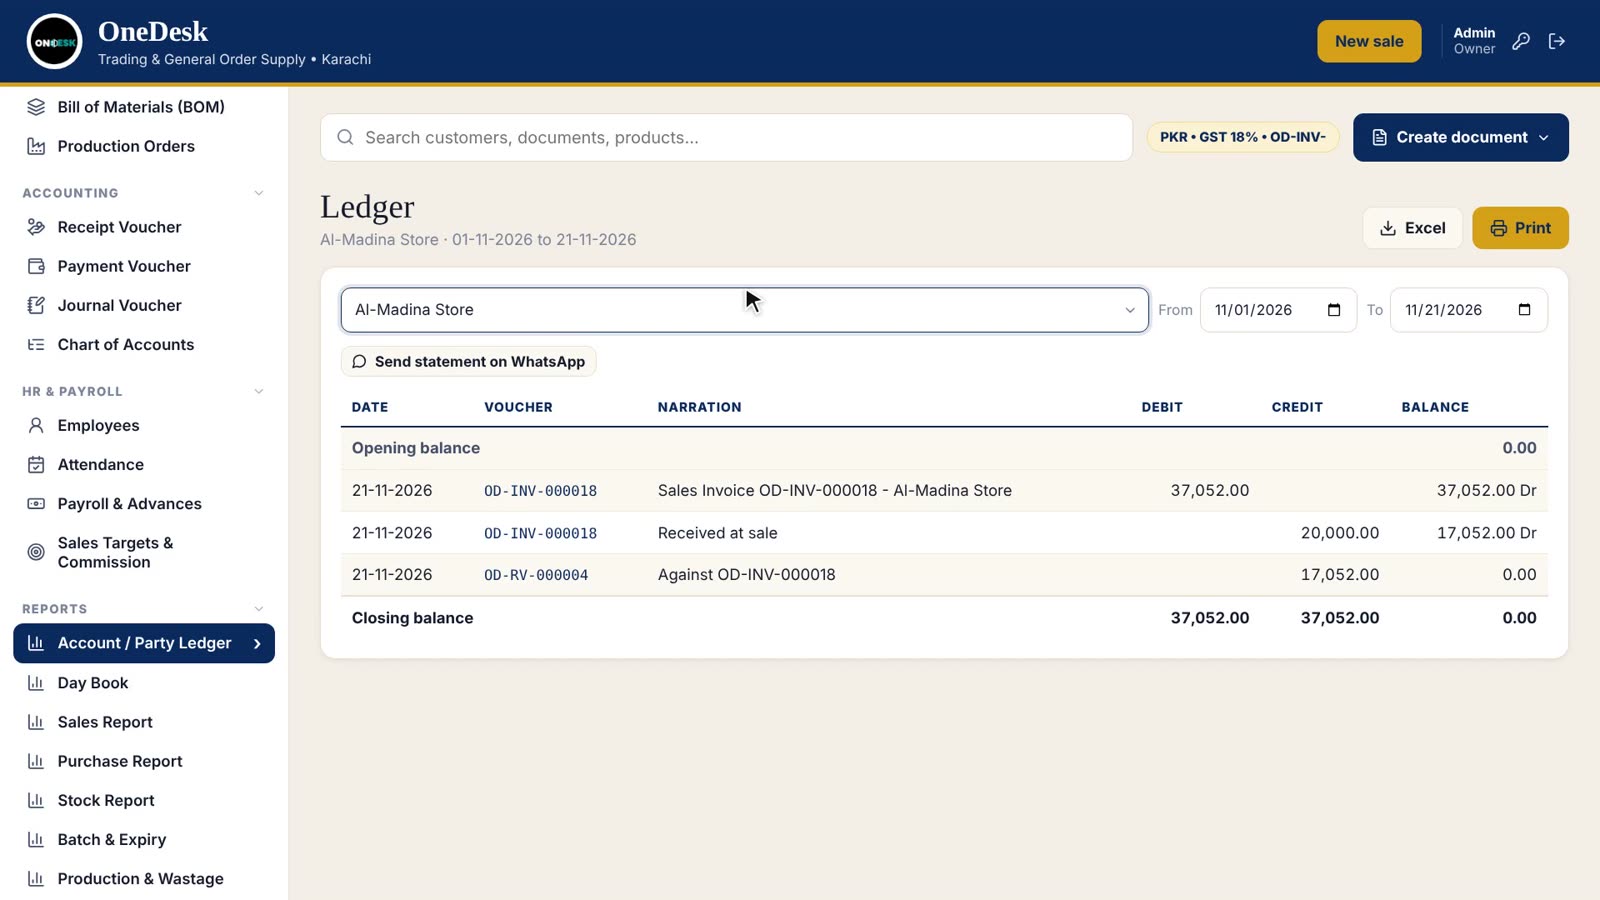 ONEDESK
OneDesk
Trading & General Order Supply • Karachi
New sale
Admin
Owner
Bill of Materials (BOM)
Production Orders
ACCOUNTING
Receipt Voucher
Payment Voucher
Journal Voucher
Chart of Accounts
HR & PAYROLL
Employees
Attendance
Payroll & Advances
Sales Targets &
Commission
REPORTS
Account / Party Ledger
Day Book
Sales Report
Purchase Report
Stock Report
Batch & Expiry
Production & Wastage
Search customers, documents, products...
PKR • GST 18% • OD-INV-
Create document
Ledger
Al-Madina Store · 01-11-2026 to 21-11-2026
Excel
Print
Al-Madina Store
From 11/01/2026 To 11/21/2026
Send statement on WhatsApp
DATE VOUCHER NARRATION DEBIT CREDIT BALANCE
Opening balance 0.00
21-11-2026 OD-INV-000018 Sales Invoice OD-INV-000018 - Al-Madina Store 37,052.00 37,052.00 Dr
21-11-2026 OD-INV-000018 Received at sale 20,000.00 17,052.00 Dr
21-11-2026 OD-RV-000004 Against OD-INV-000018 17,052.00 0.00
Closing balance 37,052.00 37,052.00 0.00